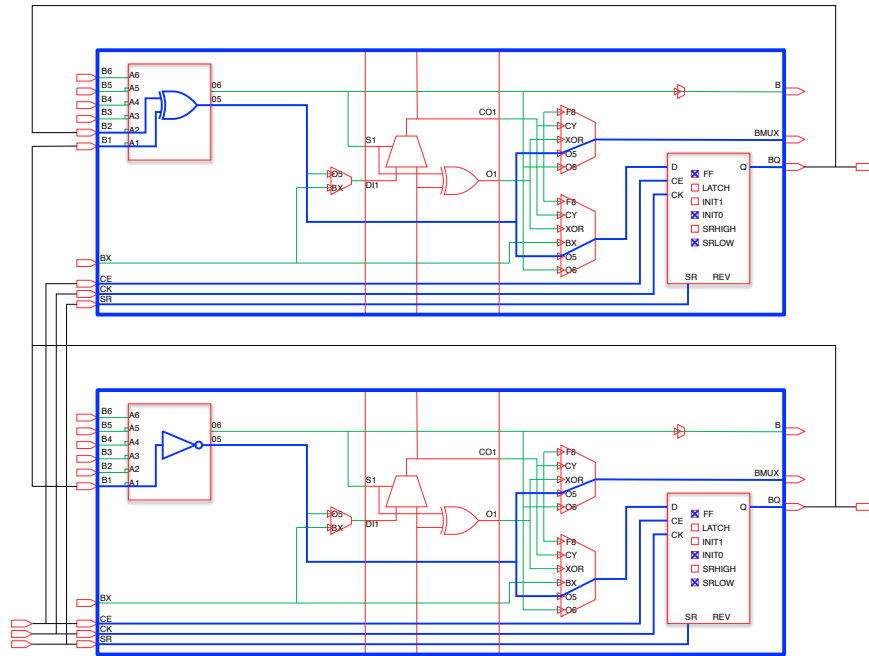 B6 A6 06 B
B5 A5 05
B4 A4
B3 A3
B2 A2
B1 A1
CO1 F8
CY
XOR BMUX
S1 O5
O6 BQ
O5 D Q
BX DI1 O1 CE
CK
FF
LATCH
INIT1
INIT0
SRHIGH
SRLOW
F8
CY
XOR
BX
O5
O6
SR REV
BX
CE
CK
SR
B6 A6 06 B
B5 A5 05
B4 A4
B3 A3
B2 A2
B1 A1
CO1 F8
CY
XOR BMUX
S1 O5
O6 BQ
O5 D Q
BX DI1 O1 CE
CK
FF
LATCH
INIT1
INIT0
SRHIGH
SRLOW
F8
CY
XOR
BX
O5
O6
SR REV
BX
CE
CK
SR